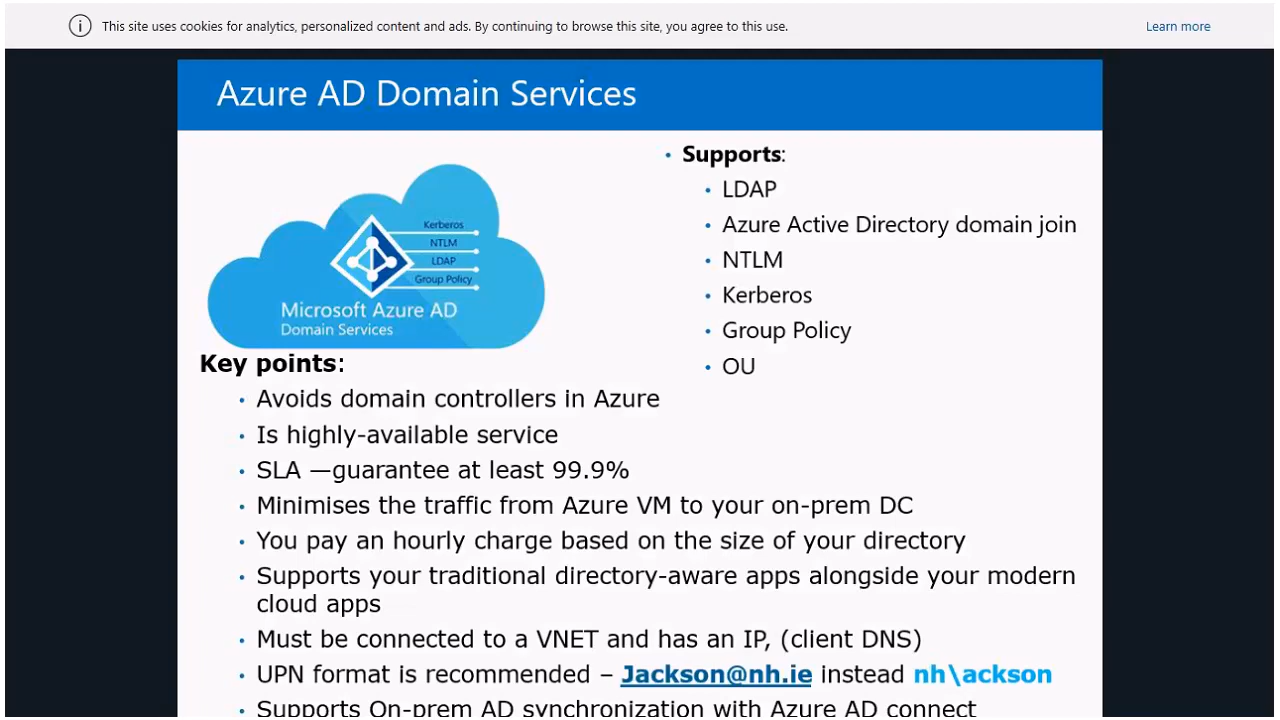 This site uses cookies for analytics, personalized content and ads. By continuing to browse this site, you agree to this use.
Learn more
Azure AD Domain Services
Kerberos
NTLM
LDAP
Group Policy
Microsoft Azure AD
Domain Services
• Supports:
• LDAP
• Azure Active Directory domain join
• NTLM
• Kerberos
• Group Policy
• OU
Key points:
• Avoids domain controllers in Azure
• Is highly-available service
• SLA —guarantee at least 99.9%
• Minimises the traffic from Azure VM to your on-prem DC
• You pay an hourly charge based on the size of your directory
• Supports your traditional directory-aware apps alongside your modern
cloud apps
• Must be connected to a VNET and has an IP, (client DNS)
• UPN format is recommended – Jackson@nh.ie instead nh\ackson
• Supports On-prem AD synchronization with Azure AD connect